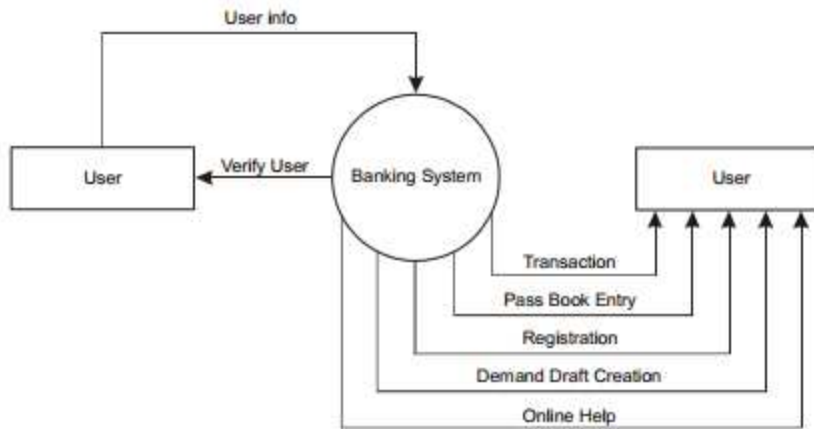 User info
User
Verify User
Banking System
User
Transaction
Pass Book Entry
Registration
Demand Draft Creation
Online Help